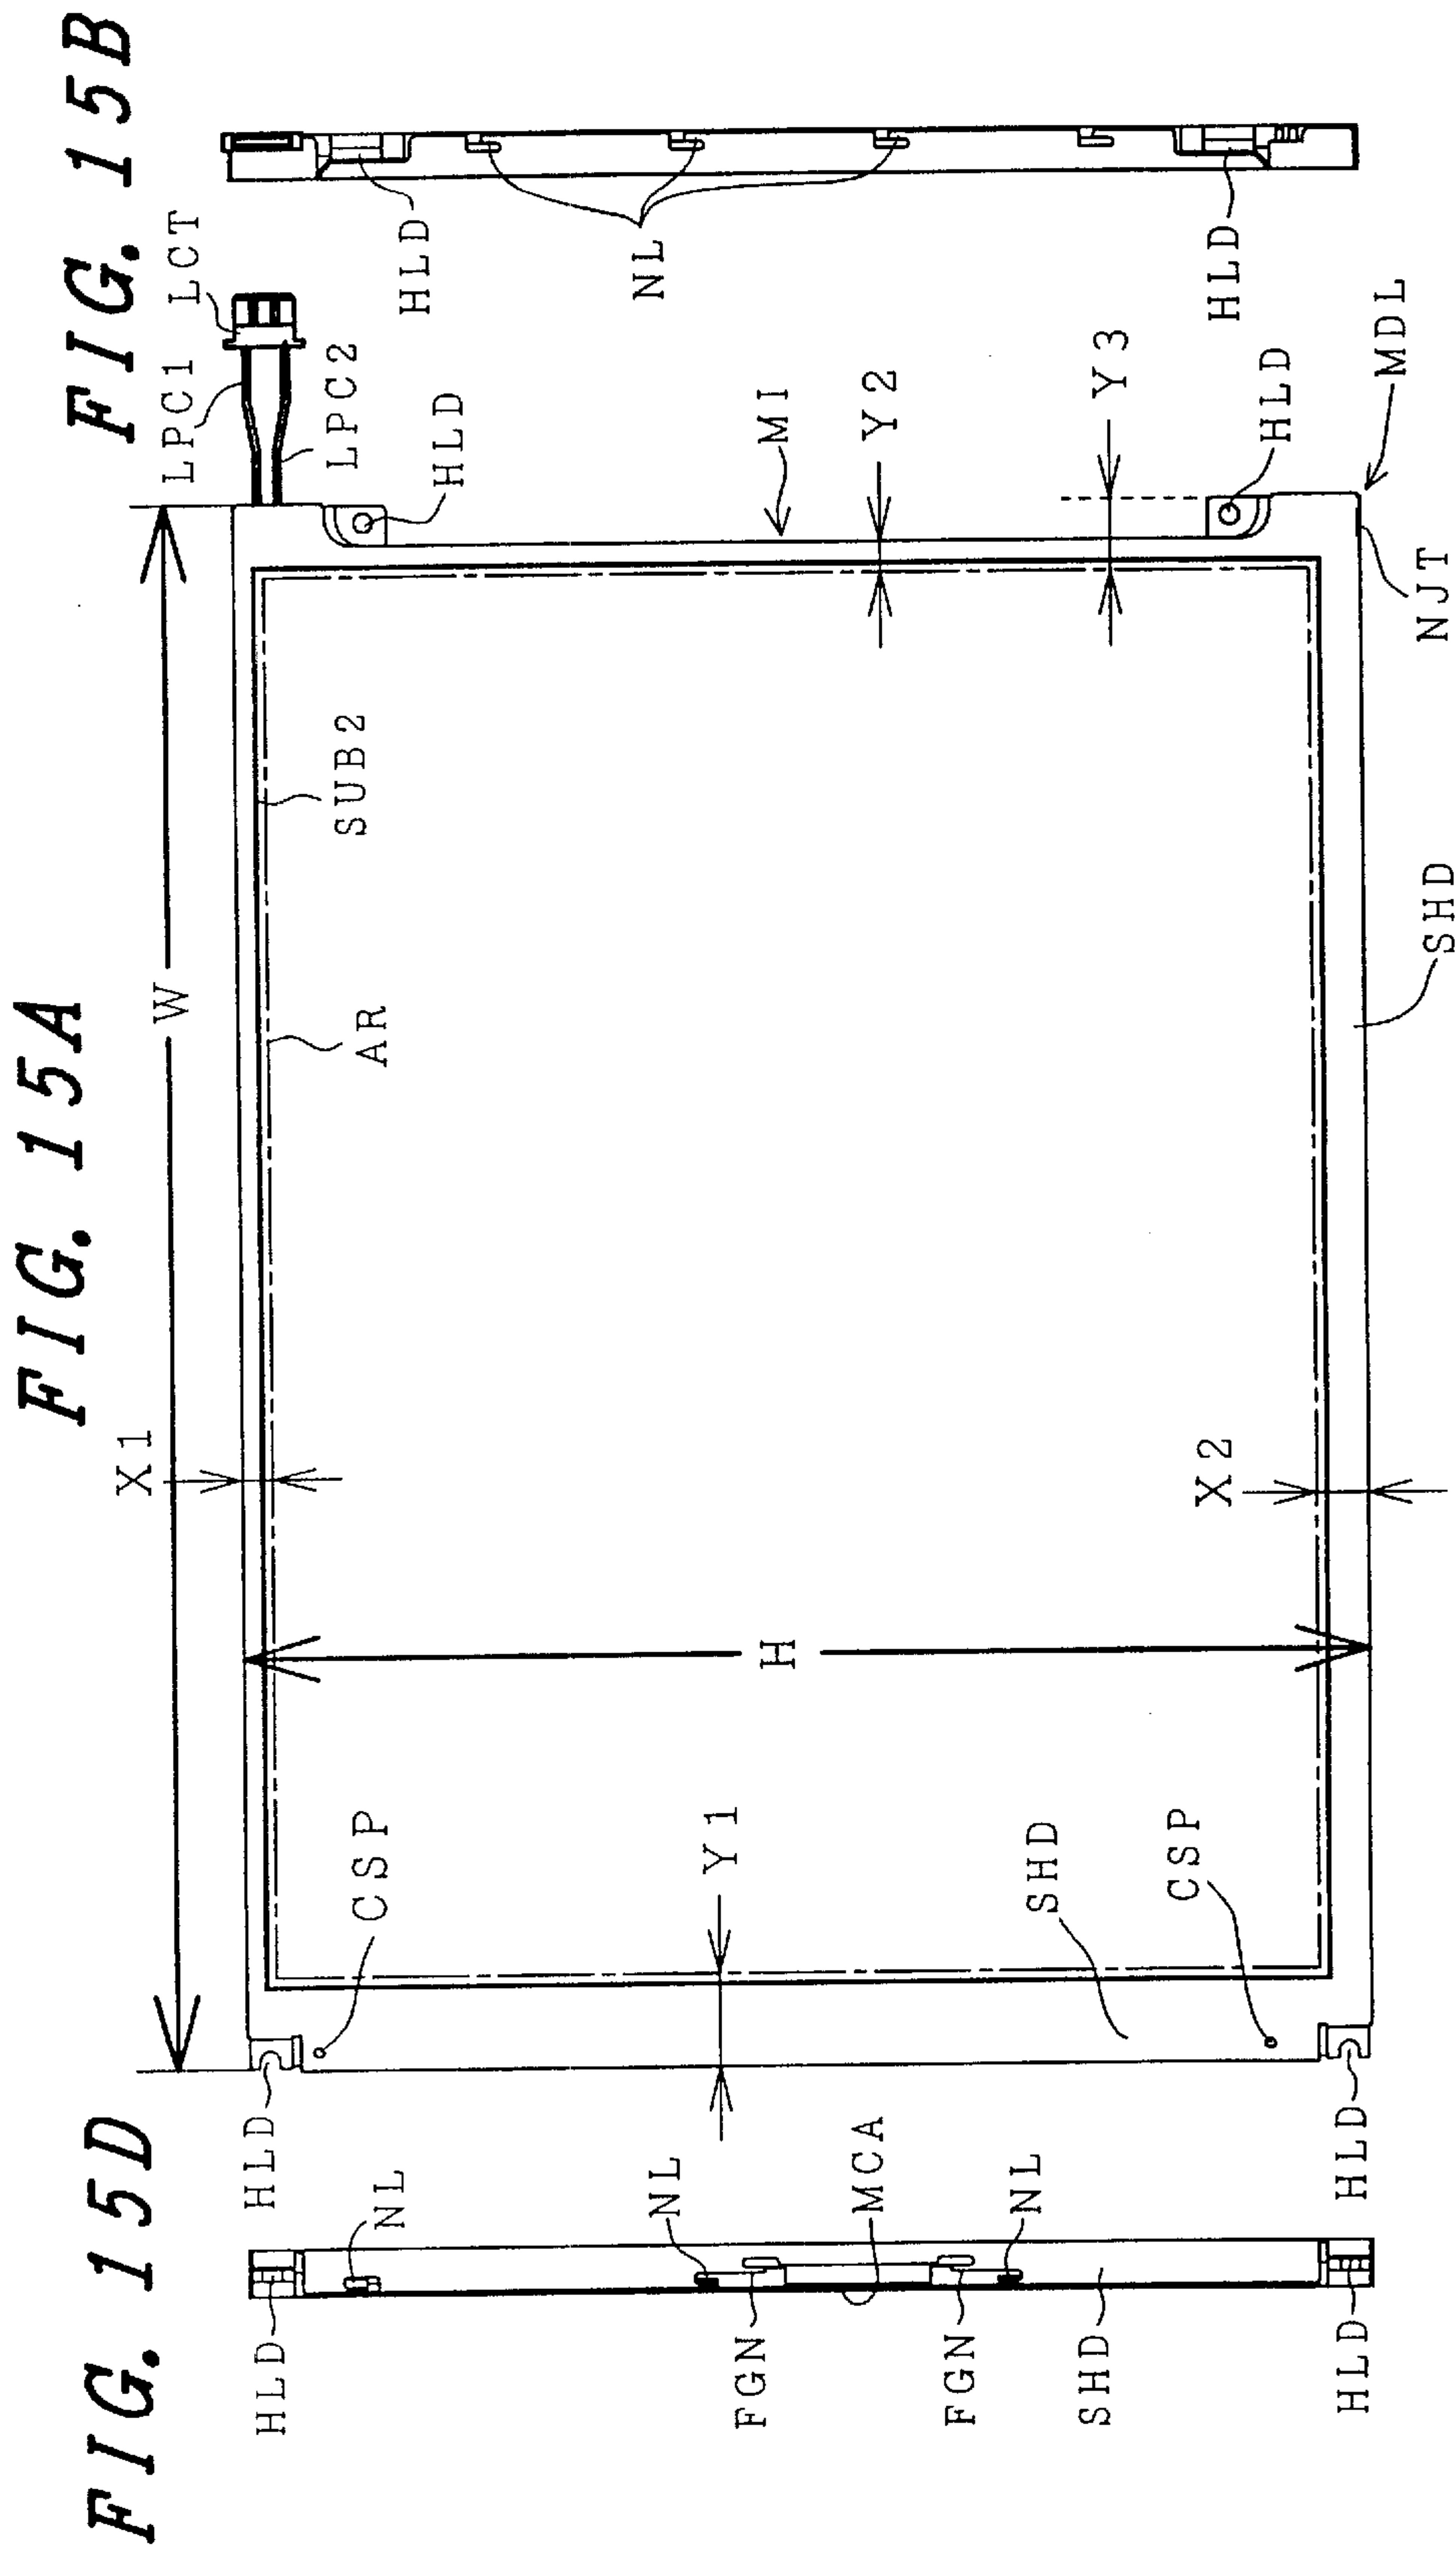 FIG. 15A
W
X1
AR
SUB2
LPC1
LCT
LPC2
HLD
MI
Y2
Y3
HLD
MDL
NJT
SHD
X2
H
Y1
CSP
SHD
CSP
HLD
HLD
FIG. 15B
HLD
NL
HLD
FIG. 15D
NL
NL
MCA
NL
HLD
FGN
FGN
SHD
HLD